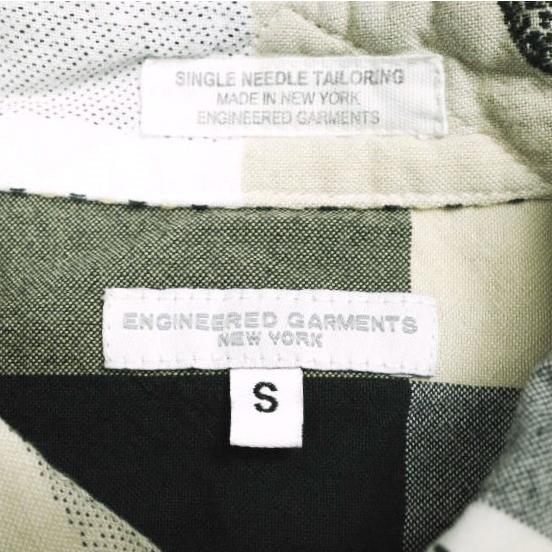 SINGLE NEEDLE TAILORING
MADE IN NEW YORK
ENGINEERED GARMENTS
ENGINEERED GARMENTS
NEW YORK
S